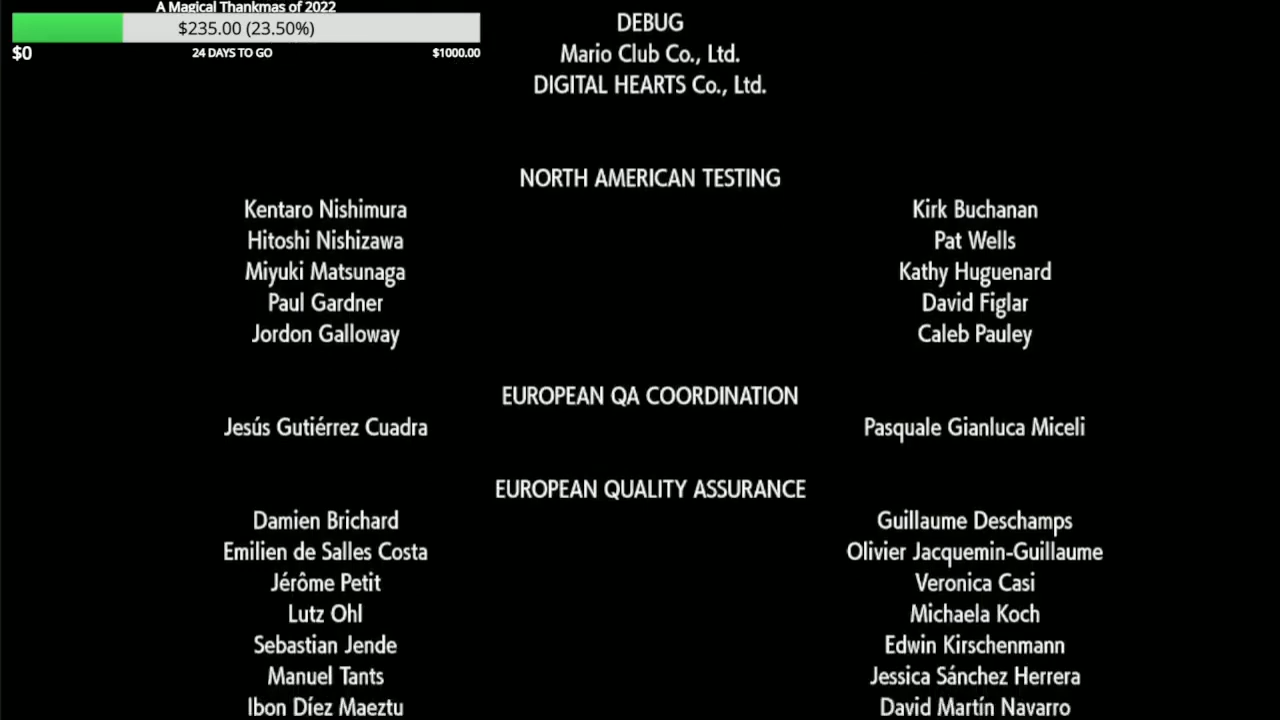 A Magical Thankmas of 2022
$235.00 (23.50%)
$0 24 DAYS TO GO $1000.00
DEBUG
Mario Club Co., Ltd.
DIGITAL HEARTS Co., Ltd.
NORTH AMERICAN TESTING
Kentaro Nishimura Kirk Buchanan
Hitoshi Nishizawa Pat Wells
Miyuki Matsunaga Kathy Huguenard
Paul Gardner David Figlar
Jordon Galloway Caleb Pauley
EUROPEAN QA COORDINATION
Jesús Gutiérrez Cuadra Pasquale Gianluca Miceli
EUROPEAN QUALITY ASSURANCE
Damien Brichard Guillaume Deschamps
Emilien de Salles Costa Olivier Jacquemin-Guillaume
Jérôme Petit Veronica Casi
Lutz Ohl Michaela Koch
Sebastian Jende Edwin Kirschenmann
Manuel Tants Jessica Sánchez Herrera
Ibon Díez Maeztu David Martín Navarro